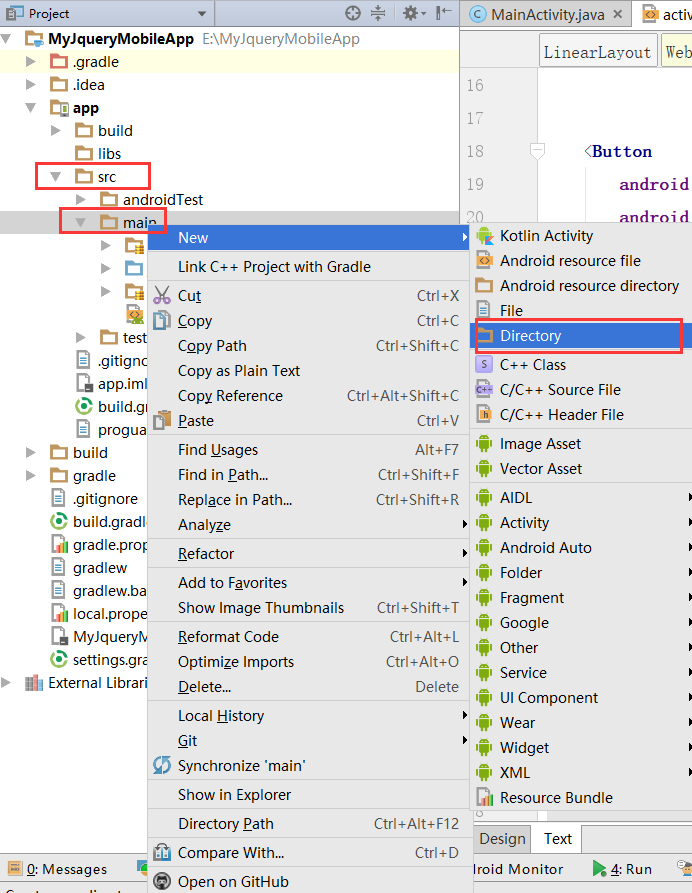 Project
MyJqueryMobileApp E:\MyJqueryMobileApp
.gradle
.idea
app
build
libs
src
androidTest
main
test
.gitigno
app.iml
build.gr
progua
build
gradle
.gitignore
build.gradle
gradle.prop
gradlew
gradlew.ba
local.prope
MyJqueryM
settings.gra
External Librari
New
Link C++ Project with Gradle
Cut Ctrl+X
Copy Ctrl+C
Copy Path Ctrl+Shift+C
Copy as Plain Text
Copy Reference Ctrl+Alt+Shift+C
Paste Ctrl+V
Find Usages Alt+F7
Find in Path... Ctrl+Shift+F
Replace in Path... Ctrl+Shift+R
Analyze
Refactor
Add to Favorites
Show Image Thumbnails Ctrl+Shift+T
Reformat Code Ctrl+Alt+L
Optimize Imports Ctrl+Alt+O
Delete... Delete
Local History
Git
Synchronize 'main'
Show in Explorer
Directory Path Ctrl+Alt+F12
Compare With... Ctrl+D
Open on GitHub
MainActivity.java
activ
LinearLayout
Web
16
17
18 <Button
19 android
20 android
Kotlin Activity
Android resource file
Android resource directory
File
Directory
S C++ Class
C++ C/C++ Source File
h C/C++ Header File
Image Asset
Vector Asset
AIDL
Activity
Android Auto
Folder
Fragment
Google
Other
Service
UI Component
Wear
Widget
XML
Resource Bundle
Design Text
0: Messages
droid Monitor
4: Run